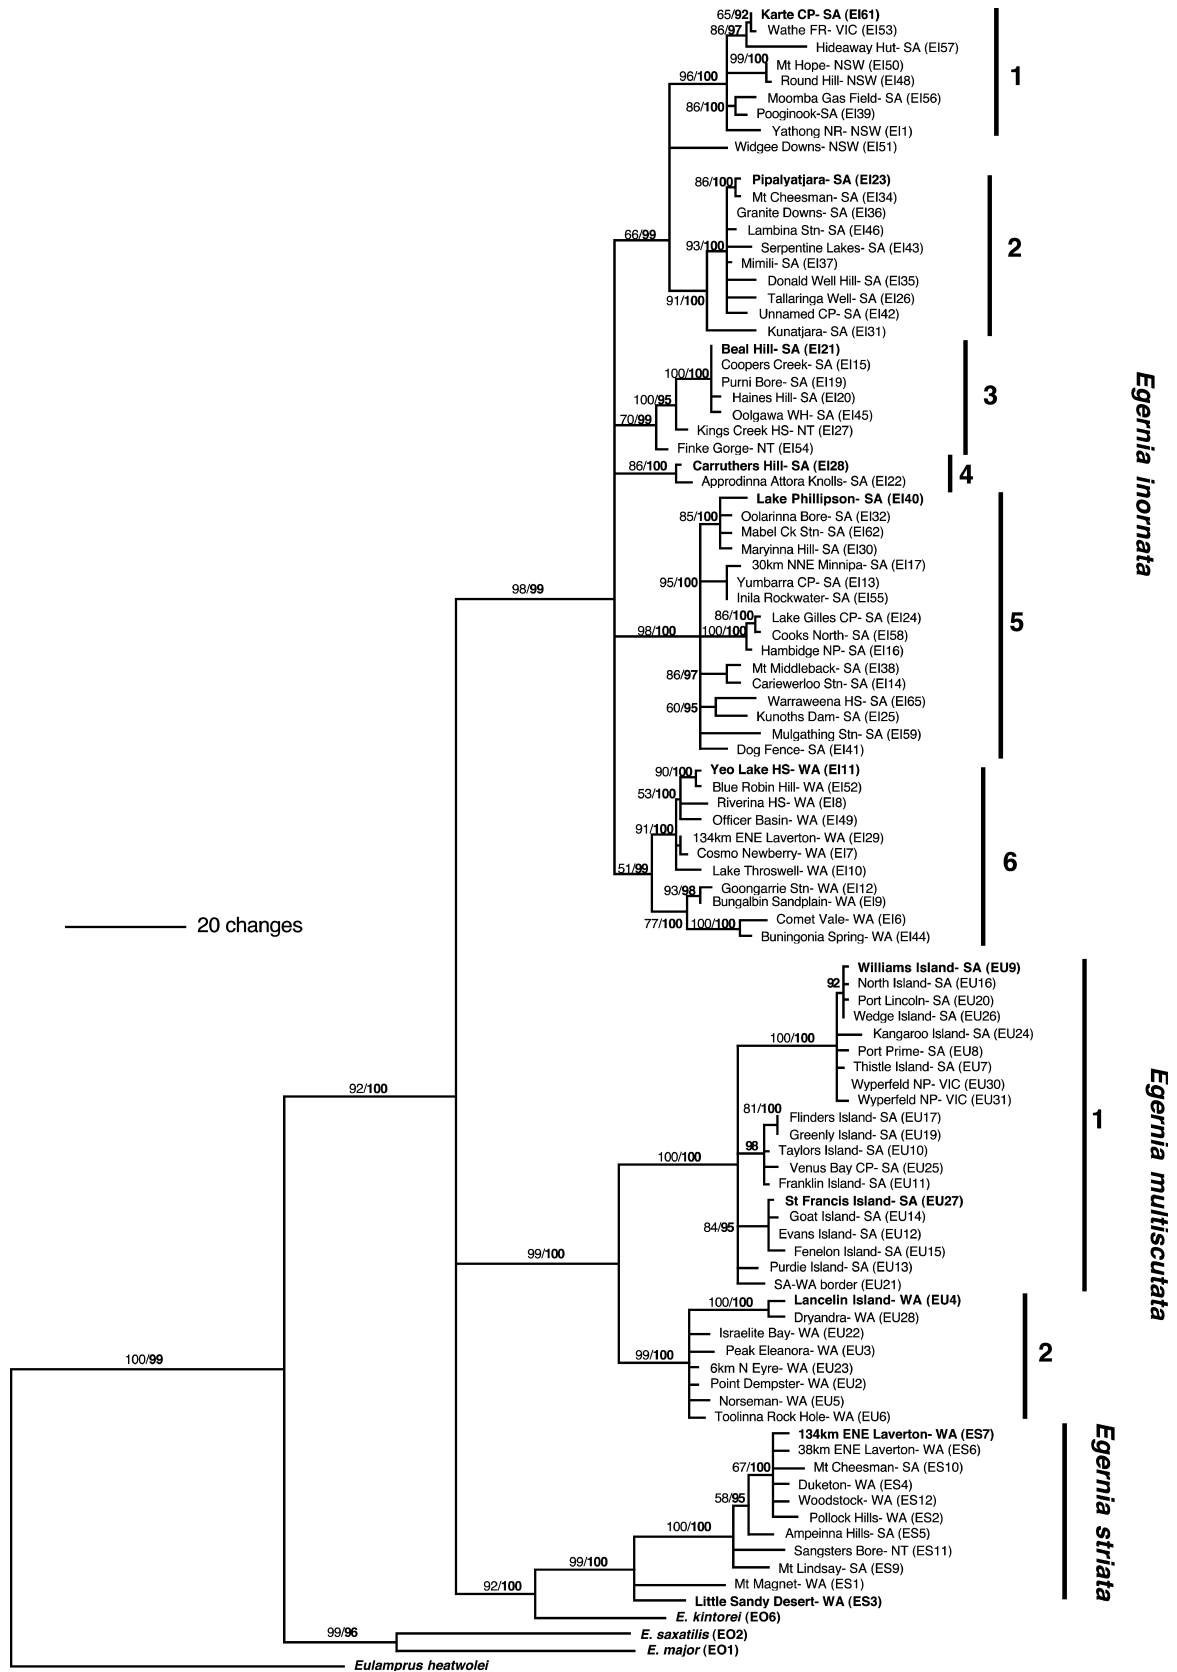 65/92 Karte CP- SA (EI61)
86/97 Wathe FR- VIC (EI53)
Hideaway Hut- SA (EI57)
99/100 Mt Hope- NSW (EI50)
96/100 Round Hill- NSW (EI48)
1
86/100 Moomba Gas Field- SA (EI56)
Pooginook-SA (EI39)
Yathong NR- NSW (EI1)
Widgee Downs- NSW (EI51)
86/100 Pipalyatjara- SA (EI23)
Mt Cheesman- SA (EI34)
Granite Downs- SA (EI36)
Lambina Stn- SA (EI46)
66/99
93/100 Serpentine Lakes- SA (EI43)
2
Mimili- SA (EI37)
Donald Well Hill- SA (EI35)
91/100 Tallaringa Well- SA (EI26)
Unnamed CP- SA (EI42)
Kunatjara- SA (EI31)
Beal Hill- SA (EI21)
Coopers Creek- SA (EI15)
100/100 Purni Bore- SA (EI19)
100/95 Haines Hill- SA (EI20)
3
70/99 Oolgawa WH- SA (EI45)
Kings Creek HS- NT (EI27)
Finke Gorge- NT (EI54)
86/100 Carruthers Hill- SA (EI28)
4
Approdinna Attora Knolls- SA (EI22)
Egernia inornata
Lake Phillipson- SA (EI40)
85/100 Oolarinna Bore- SA (EI32)
Mabel Ck Stn- SA (EI62)
Maryinna Hill- SA (EI30)
30km NNE Minnipa- SA (EI17)
95/100 Yumbarra CP- SA (EI13)
98/99
Inila Rockwater- SA (EI55)
86/100 Lake Gilles CP- SA (EI24)
5
98/100 100/100 Cooks North- SA (EI58)
Hambidge NP- SA (EI16)
Mt Middleback- SA (EI38)
86/97 Cariewerloo Stn- SA (EI14)
Warraweena HS- SA (EI65)
60/95 Kunoths Dam- SA (EI25)
Mulgathing Stn- SA (EI59)
Dog Fence- SA (EI41)
90/100 Yeo Lake HS- WA (EI11)
Blue Robin Hill- WA (EI52)
53/100 Riverina HS- WA (EI8)
Officer Basin- WA (EI49)
91/100 134km ENE Laverton- WA (EI29)
Cosmo Newberry- WA (EI7)
6
51/99 Lake Throswell- WA (EI10)
93/98 Goongarrie Stn- WA (EI12)
Bungalbin Sandplain- WA (EI9)
77/100 100/100 Comet Vale- WA (EI6)
Buningonia Spring- WA (EI44)
20 changes
Williams Island- SA (EU9)
92 North Island- SA (EU16)
Port Lincoln- SA (EU20)
Wedge Island- SA (EU26)
100/100 Kangaroo Island- SA (EU24)
Port Prime- SA (EU8)
Thistle Island- SA (EU7)
Wyperfeld NP- VIC (EU30)
92/100
Wyperfeld NP- VIC (EU31)
81/100 Flinders Island- SA (EU17)
1
Greenly Island- SA (EU19)
98 Taylors Island- SA (EU10)
100/100 Venus Bay CP- SA (EU25)
Franklin Island- SA (EU11)
St Francis Island- SA (EU27)
84/95 Goat Island- SA (EU14)
Evans Island- SA (EU12)
99/100 Fenelon Island- SA (EU15)
Purdie Island- SA (EU13)
SA-WA border (EU21)
Egernia multiscutata
100/100 Lancelin Island- WA (EU4)
Dryandra- WA (EU28)
Israelite Bay- WA (EU22)
99/100 Peak Eleanora- WA (EU3)
2
6km N Eyre- WA (EU23)
100/99
Point Dempster- WA (EU2)
Norseman- WA (EU5)
Toolinna Rock Hole- WA (EU6)
134km ENE Laverton- WA (ES7)
38km ENE Laverton- WA (ES6)
67/100 Mt Cheesman- SA (ES10)
Duketon- WA (ES4)
58/95 Woodstock- WA (ES12)
Pollock Hills- WA (ES2)
100/100 Ampeinna Hills- SA (ES5)
Sangsters Bore- NT (ES11)
99/100 Mt Lindsay- SA (ES9)
92/100 Mt Magnet- WA (ES1)
Little Sandy Desert- WA (ES3)
Egernia striata
E. kintorei (EO6)
99/96 E. saxatilis (EO2)
E. major (EO1)
Eulamprus heatwolei